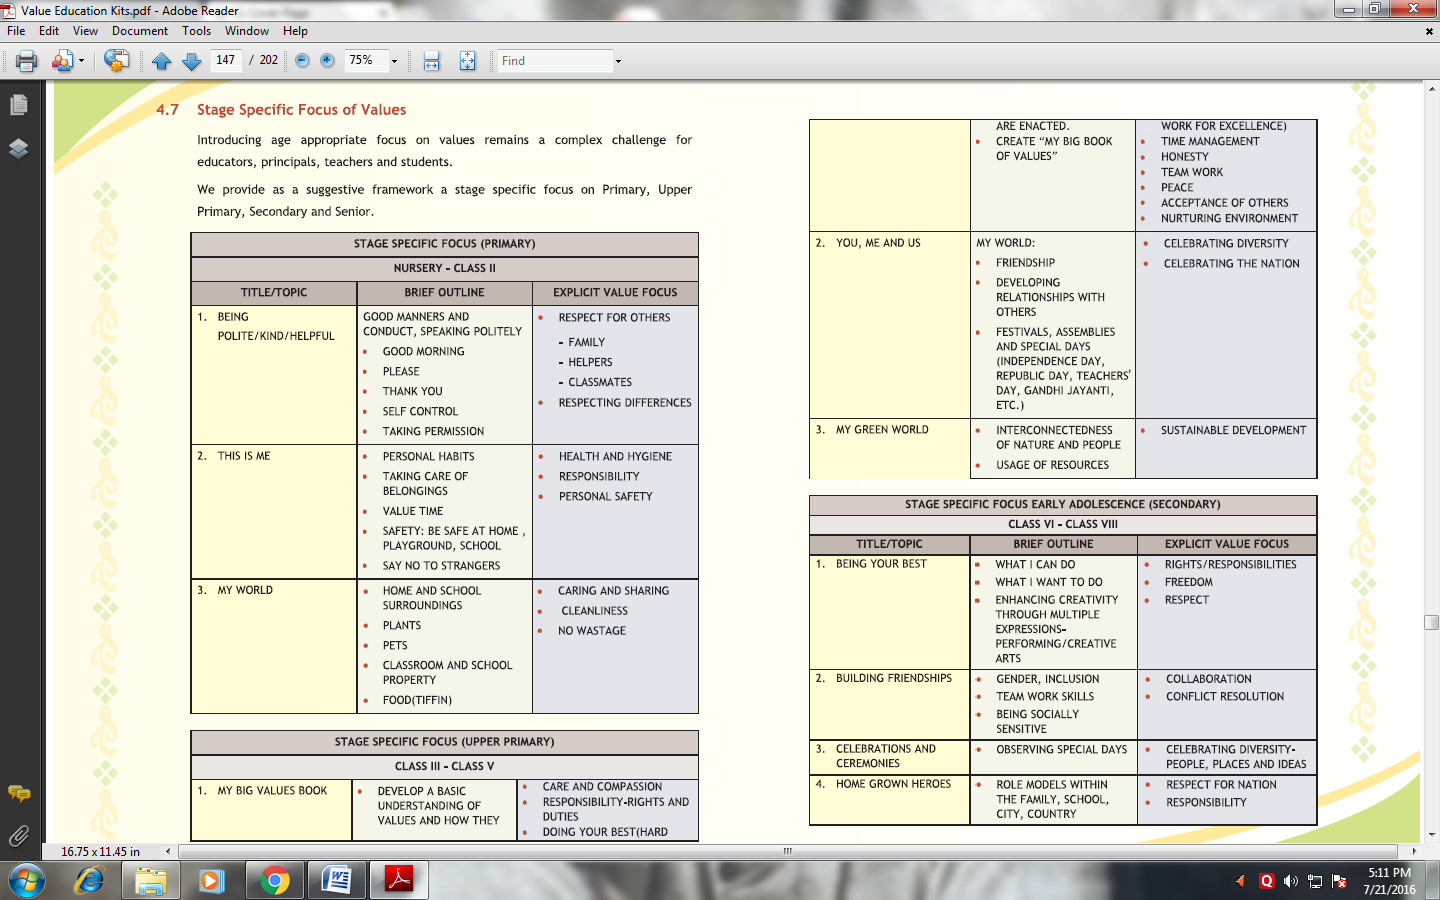 Value Education Kits.pdf - Adobe Reader
File Edit View Document Tools Window Help
147 / 202 75% Find
4.7 Stage Specific Focus of Values
Introducing age appropriate focus on values remains a complex challenge for
educators, principals, teachers and students.
We provide as a suggestive framework a stage specific focus on Primary, Upper
Primary, Secondary and Senior.
STAGE SPECIFIC FOCUS (PRIMARY)
NURSERY - CLASS II
TITLE/TOPIC BRIEF OUTLINE EXPLICIT VALUE FOCUS
1. BEING
POLITE/KIND/HELPFUL
GOOD MANNERS AND
CONDUCT, SPEAKING POLITELY
• GOOD MORNING
• PLEASE
• THANK YOU
• SELF CONTROL
• TAKING PERMISSION
• RESPECT FOR OTHERS
- FAMILY
- HELPERS
- CLASSMATES
• RESPECTING DIFFERENCES
2. THIS IS ME
• PERSONAL HABITS
• TAKING CARE OF
BELONGINGS
• VALUE TIME
• SAFETY: BE SAFE AT HOME ,
PLAYGROUND, SCHOOL
• SAY NO TO STRANGERS
• HEALTH AND HYGIENE
• RESPONSIBILITY
• PERSONAL SAFETY
3. MY WORLD
• HOME AND SCHOOL
SURROUNDINGS
• PLANTS
• PETS
• CLASSROOM AND SCHOOL
PROPERTY
• FOOD(TIFFIN)
• CARING AND SHARING
• CLEANLINESS
• NO WASTAGE
STAGE SPECIFIC FOCUS (UPPER PRIMARY)
CLASS III - CLASS V
1. MY BIG VALUES BOOK
• DEVELOP A BASIC
UNDERSTANDING OF
VALUES AND HOW THEY
• CARE AND COMPASSION
• RESPONSIBILITY-RIGHTS AND
DUTIES
• DOING YOUR BEST(HARD
ARE ENACTED.
• CREATE “MY BIG BOOK
OF VALUES”
WORK FOR EXCELLENCE)
• TIME MANAGEMENT
• HONESTY
• TEAM WORK
• PEACE
• ACCEPTANCE OF OTHERS
• NURTURING ENVIRONMENT
2. YOU, ME AND US
MY WORLD:
• FRIENDSHIP
• DEVELOPING
RELATIONSHIPS WITH
OTHERS
• FESTIVALS, ASSEMBLIES
AND SPECIAL DAYS
(INDEPENDENCE DAY,
REPUBLIC DAY, TEACHERS’
DAY, GANDHI JAYANTI,
ETC.)
• CELEBRATING DIVERSITY
• CELEBRATING THE NATION
3. MY GREEN WORLD
• INTERCONNECTEDNESS
OF NATURE AND PEOPLE
• USAGE OF RESOURCES
• SUSTAINABLE DEVELOPMENT
STAGE SPECIFIC FOCUS EARLY ADOLESCENCE (SECONDARY)
CLASS VI - CLASS VIII
TITLE/TOPIC BRIEF OUTLINE EXPLICIT VALUE FOCUS
1. BEING YOUR BEST
• WHAT I CAN DO
• WHAT I WANT TO DO
• ENHANCING CREATIVITY
THROUGH MULTIPLE
EXPRESSIONS-
PERFORMING/CREATIVE
ARTS
• RIGHTS/RESPONSIBILITIES
• FREEDOM
• RESPECT
2. BUILDING FRIENDSHIPS
• GENDER, INCLUSION
• TEAM WORK SKILLS
• BEING SOCIALLY
SENSITIVE
• COLLABORATION
• CONFLICT RESOLUTION
3. CELEBRATIONS AND
CEREMONIES
• OBSERVING SPECIAL DAYS
• CELEBRATING DIVERSITY-
PEOPLE, PLACES AND IDEAS
4. HOME GROWN HEROES
• ROLE MODELS WITHIN
THE FAMILY, SCHOOL,
CITY, COUNTRY
• RESPECT FOR NATION
• RESPONSIBILITY
16.75 x 11.45 in
5:11 PM
7/21/2016